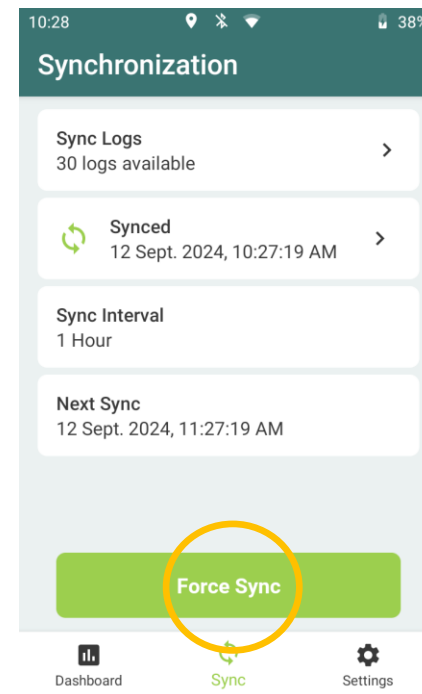 10:28 38%
Synchronization
Sync Logs
30 logs available
Synced
12 Sept. 2024, 10:27:19 AM
Sync Interval
1 Hour
Next Sync
12 Sept. 2024, 11:27:19 AM
Force Sync
Dashboard Sync Settings